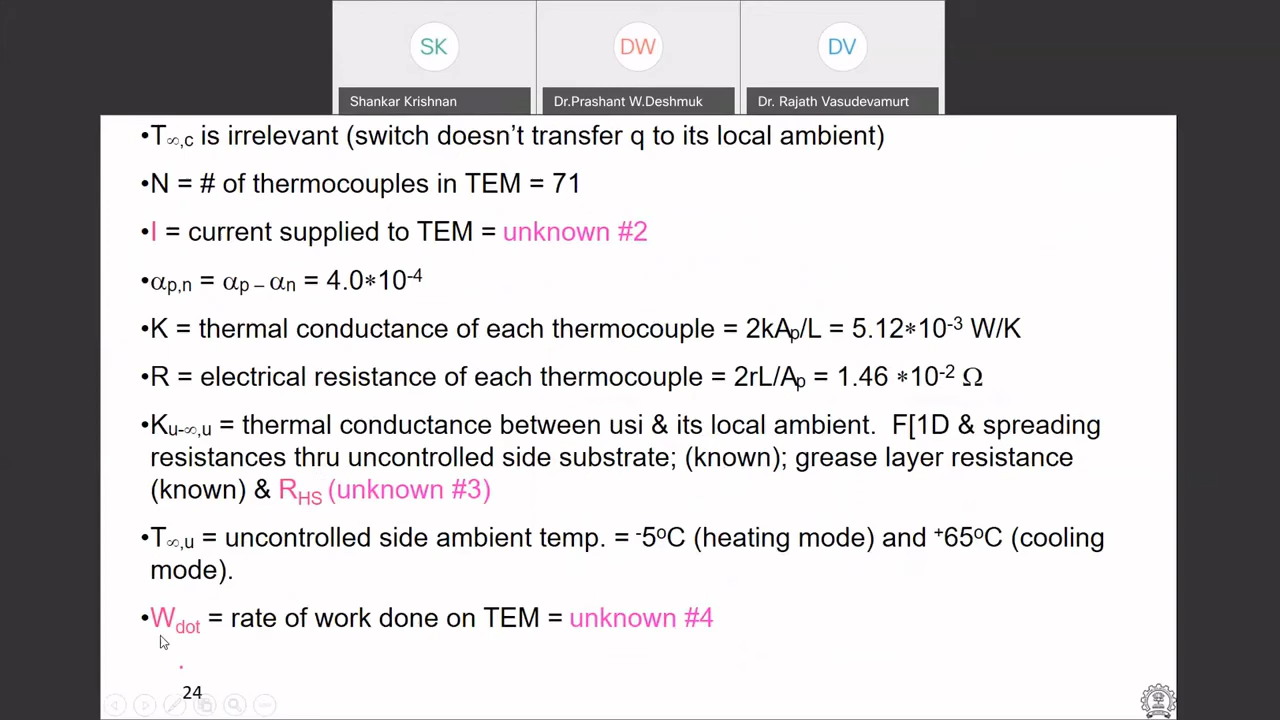 SK
DW
DV
Shankar Krishnan
Dr.Prashant W.Deshmuk
Dr. Rajath Vasudevamurt
•T∞,c is irrelevant (switch doesn’t transfer q to its local ambient)
•N = # of thermocouples in TEM = 71
•I = current supplied to TEM = unknown #2
•αp,n = αp – αn = 4.0*10-4
•K = thermal conductance of each thermocouple = 2kAp/L = 5.12*10-3 W/K
•R = electrical resistance of each thermocouple = 2rL/Ap = 1.46 *10-2 Ω
•Ku-∞,u = thermal conductance between usi & its local ambient. F[1D & spreading
resistances thru uncontrolled side substrate; (known); grease layer resistance
(known) & RHS (unknown #3)
•T∞,u = uncontrolled side ambient temp. = -5oC (heating mode) and +65oC (cooling
mode).
•Wdot = rate of work done on TEM = unknown #4
24